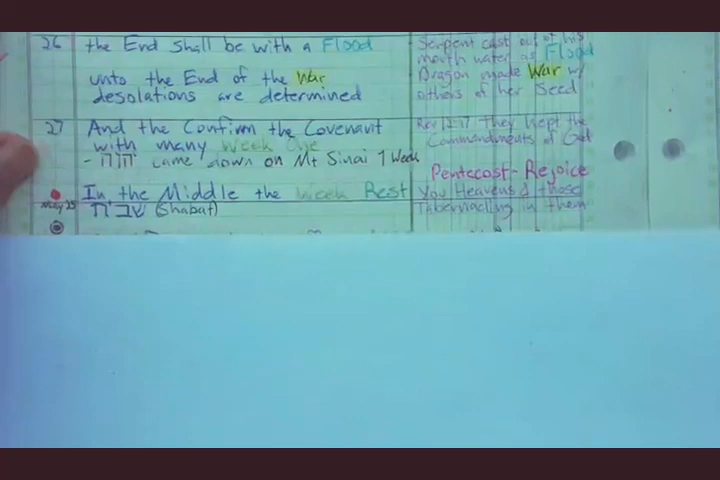 26 the End shall be with a Flood
unto the End of the War
desolations are determined
Serpent cast out of his
mouth water as Flood
Dragon made War w/
others of her Seed
27 And the Confirm the Covenant
with many Week One
- יהוה came down on Mt Sinai 1 Week
Rev 12:17 They kept the
Commandments of God
Pentecost - Rejoice
In the Middle the Week Rest
(Shabat)
You Heavens & those
Tabernacling in them
May 25